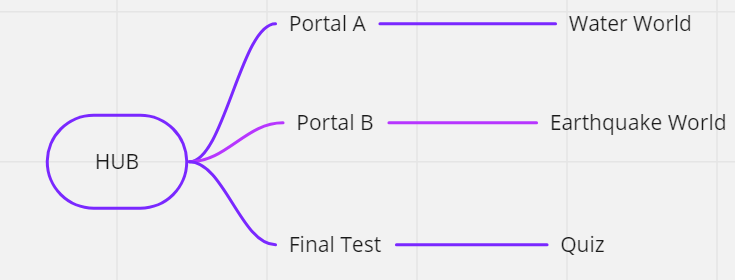 Portal A
Water World
Portal B
Earthquake World
HUB
Final Test
Quiz